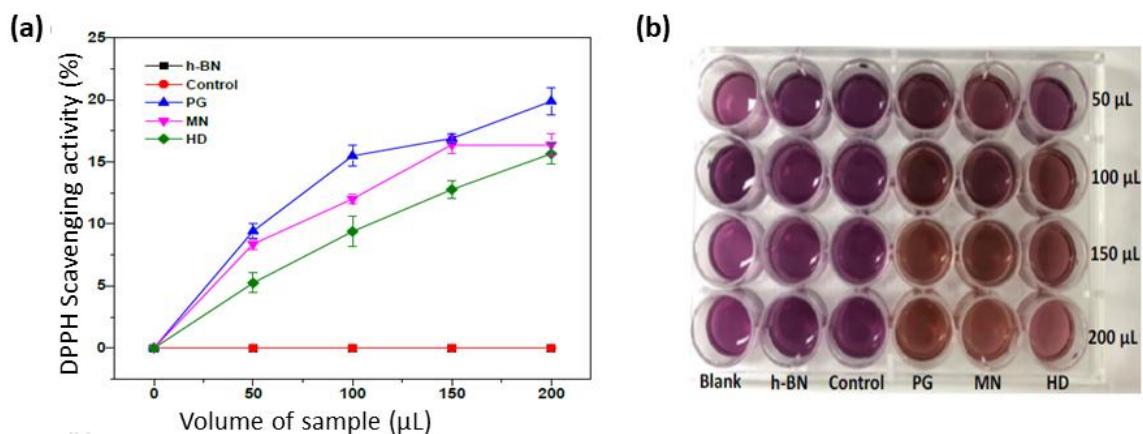 (a)
25
20
15
10
5
0
DPPH Scavenging activity (%)
h-BN
Control
PG
MN
HD
0 50 100 150 200
Volume of sample (µL)
(b)
50 µL
100 µL
150 µL
200 µL
Blank h-BN Control PG MN HD